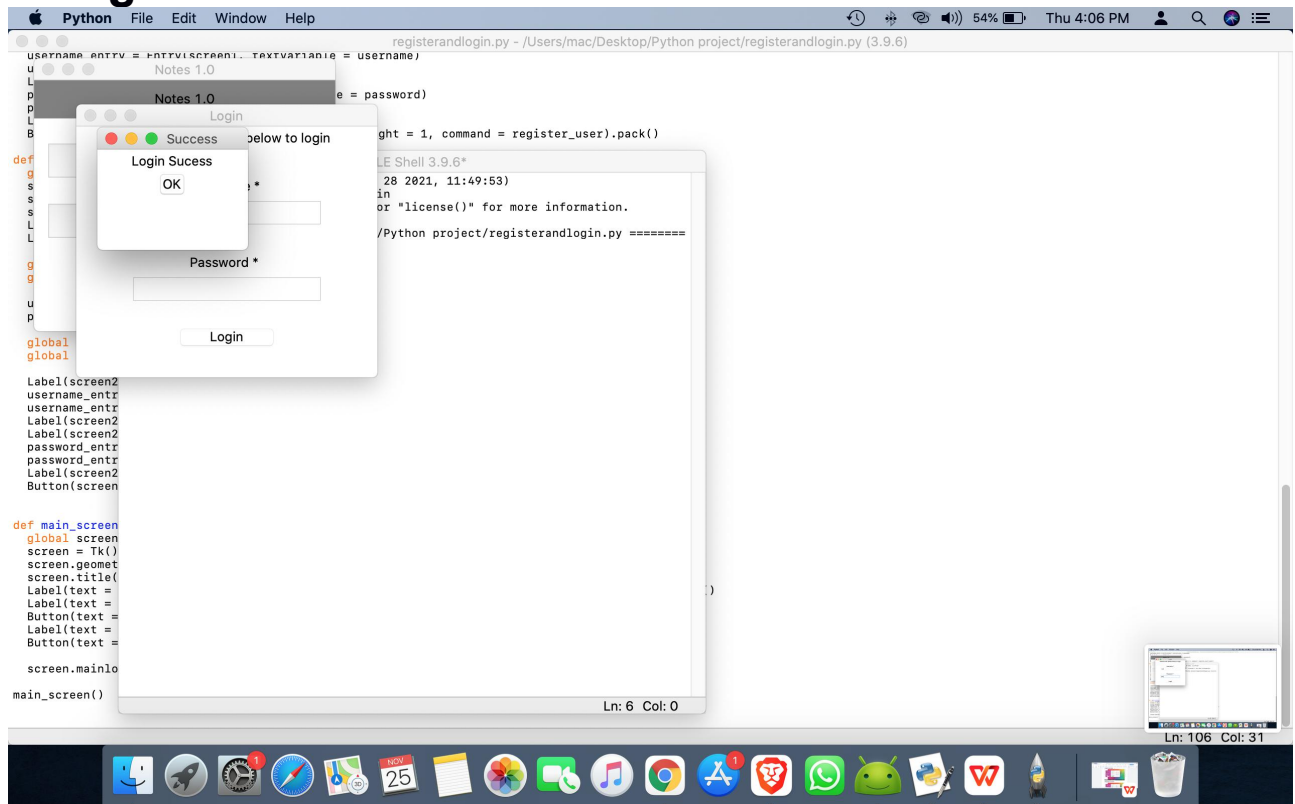 Python File Edit Window Help 54% Thu 4:06 PM
registerandlogin.py - /Users/mac/Desktop/Python project/registerandlogin.py (3.9.6)
username_entry = Entry(screen1, textvariable = username)
u
Notes 1.0
L
p
e = password)
Notes 1.0
p
L
Login
B
ght = 1, command = register_user).pack()
Success
below to login
Login Sucess
OK
def
LE Shell 3.9.6*
g
28 2021, 11:49:53)
s
*
in
s
or "license()" for more information.
s
L
/Python project/registerandlogin.py ========
L
g
Password *
g
u
p
global
Login
global
Label(screen2
username_entr
username_entr
Label(screen2
Label(screen2
password_entr
password_entr
Label(screen2
Button(screen
def main_screen
global screen
screen = Tk()
screen.geomet
screen.title(
Label(text =
)
Label(text =
Button(text =
Label(text =
Button(text =
screen.mainlo
main_screen()
Ln: 6 Col: 0
Ln: 106 Col: 31
1
NOV
25
3D
1
W